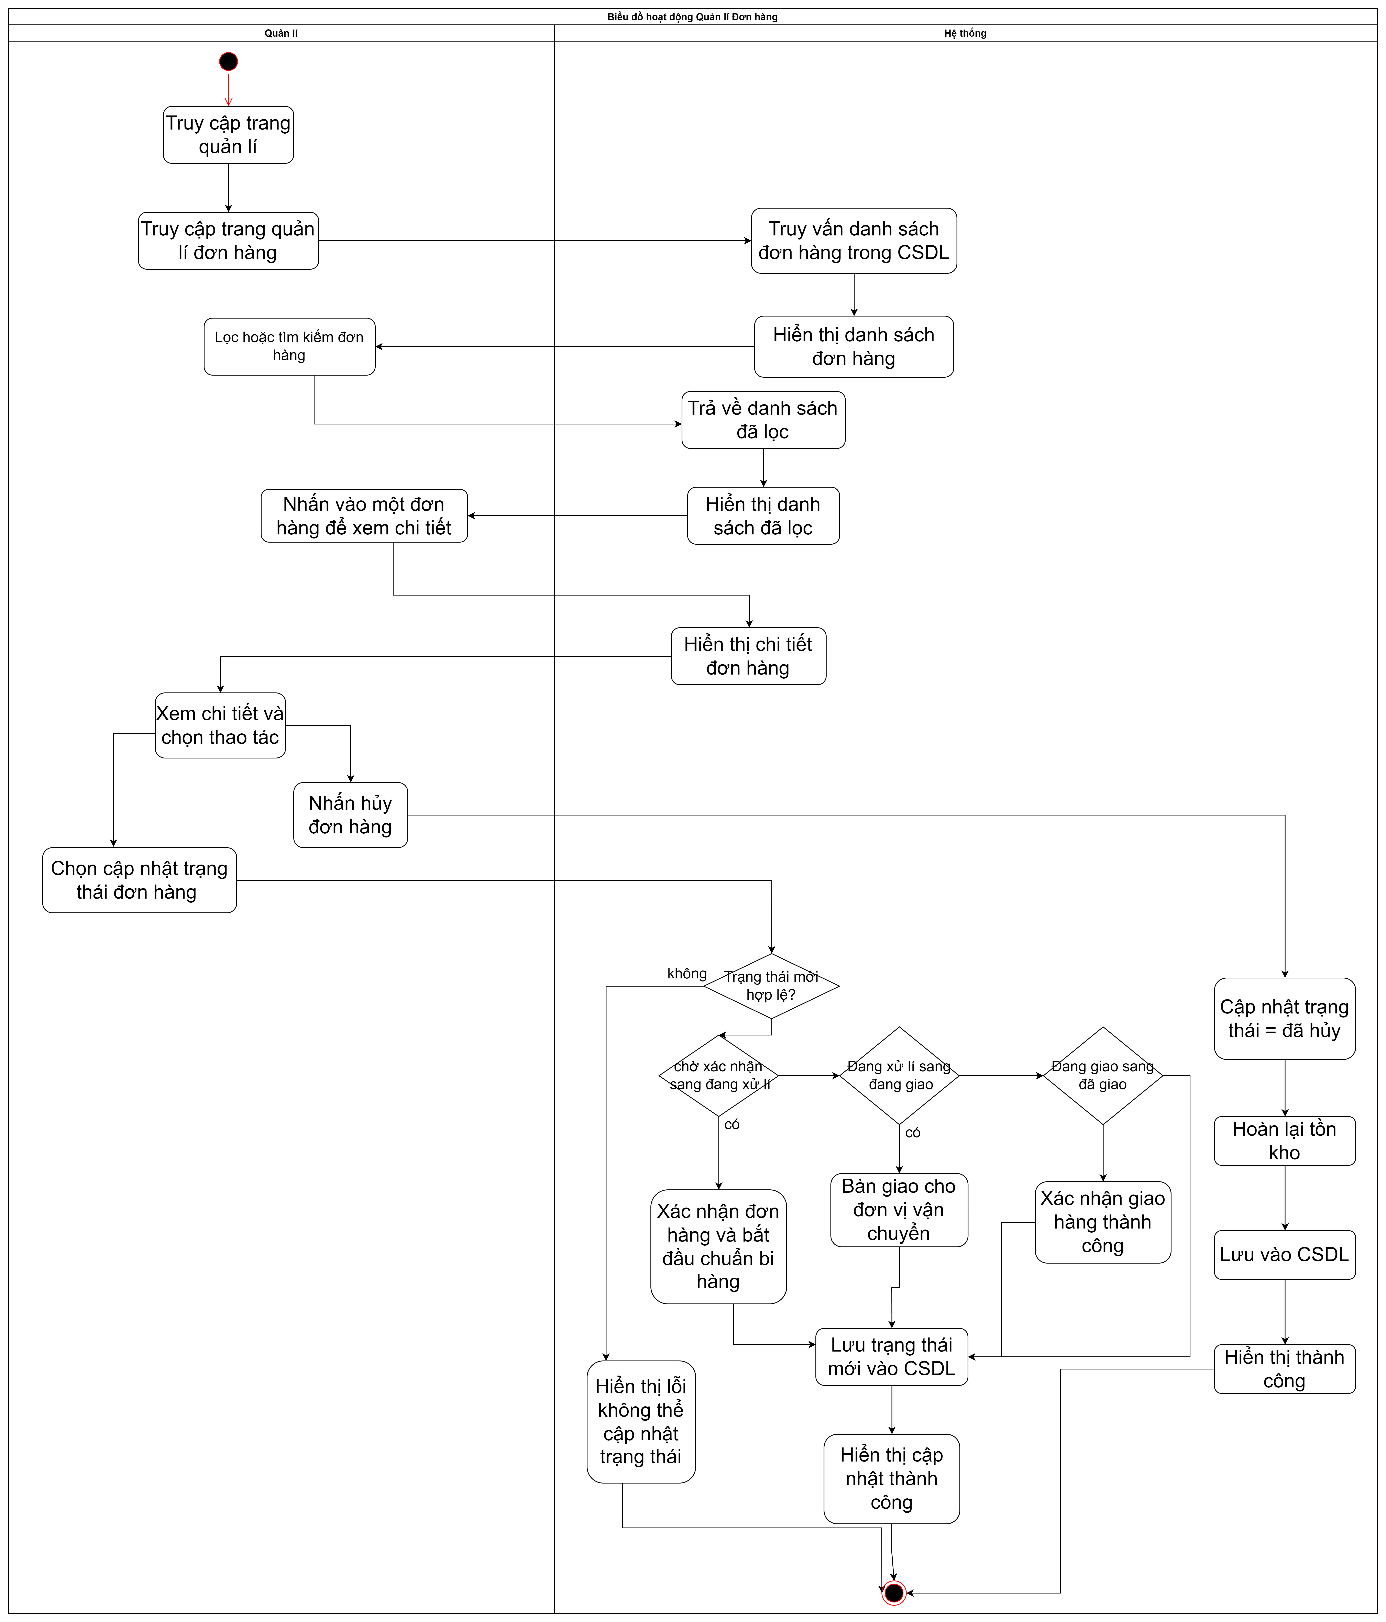 Biểu đồ hoạt động Quản lí Đơn hàng
Quản lí
Hệ thống
Truy cập trang
quản lí
Truy cập trang quản
lí đơn hàng
Truy vấn danh sách
đơn hàng trong CSDL
Hiển thị danh sách
đơn hàng
Lọc hoặc tìm kiếm đơn
hàng
Trả về danh sách
đã lọc
Hiển thị danh
sách đã lọc
Nhấn vào một đơn
hàng để xem chi tiết
Hiển thị chi tiết
đơn hàng
Xem chi tiết và
chọn thao tác
Nhấn hủy
đơn hàng
Chọn cập nhật trạng
thái đơn hàng
không
Trạng thái mới
hợp lệ?
Cập nhật trạng
thái = đã hủy
chờ xác nhận
sang đang xử lí
Đang xử lí sang
đang giao
Đang giao sang
đã giao
có
có
Hoàn lại tồn
kho
Xác nhận đơn
hàng và bắt
đầu chuẩn bi
hàng
Bàn giao cho
đơn vị vận
chuyển
Xác nhận giao
hàng thành
công
Lưu vào CSDL
Lưu trạng thái
mới vào CSDL
Hiển thị thành
công
Hiển thị lỗi
không thể
cập nhật
trạng thái
Hiển thị cập
nhật thành
công